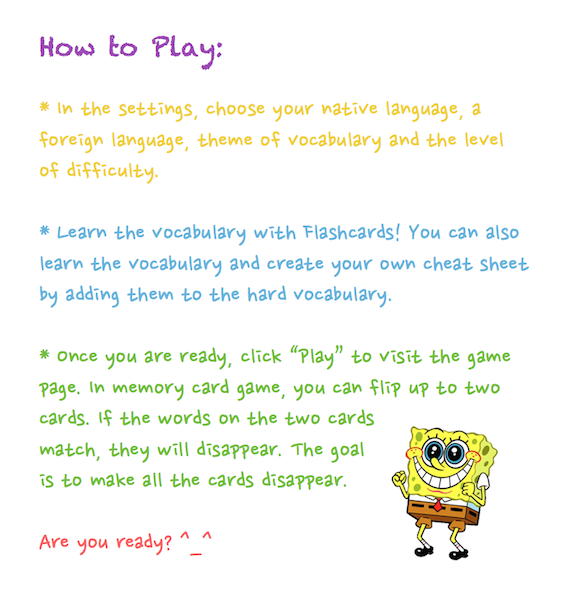 How to Play:
* In the settings, choose your native language, a
foreign language, theme of vocabulary and the level
of difficulty.
* Learn the vocabulary with Flashcards! You can also
learn the vocabulary and create your own cheat sheet
by adding them to the hard vocabulary.
* Once you are ready, click “Play” to visit the game
page. In memory card game, you can flip up to two
cards. If the words on the two cards
match, they will disappear. The goal
is to make all the cards disappear.
Are you ready? ^_^